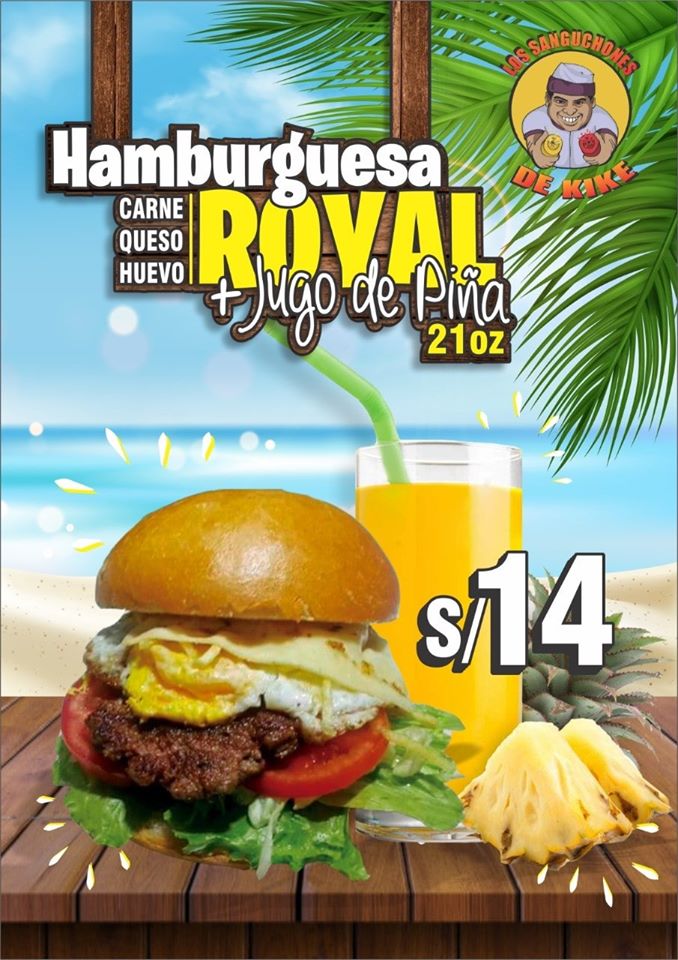 LOS SANGUCHONES
DE KIKE
Hamburguesa
CARNE
QUESO
HUEVO
ROYAL
+ Jugo de Piña
21oz
s/14